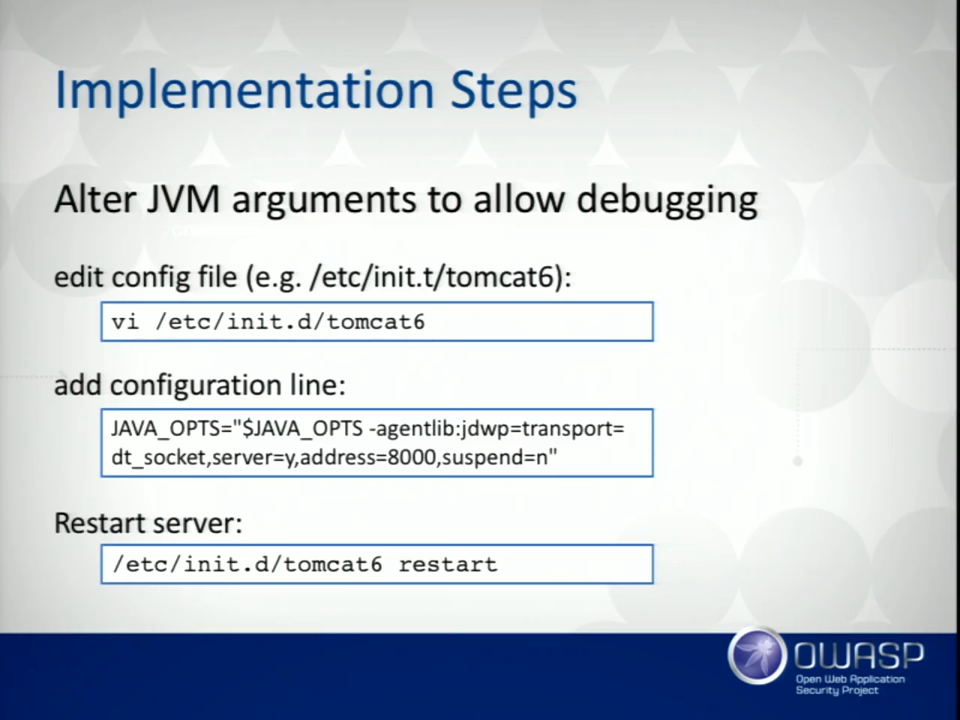 Implementation Steps
Alter JVM arguments to allow debugging
edit config file (e.g. /etc/init.t/tomcat6):
vi /etc/init.d/tomcat6
add configuration line:
JAVA_OPTS="$JAVA_OPTS -agentlib:jdwp=transport=
dt_socket,server=y,address=8000,suspend=n"
Restart server:
/etc/init.d/tomcat6 restart
OWASP
Open Web Application
Security Project